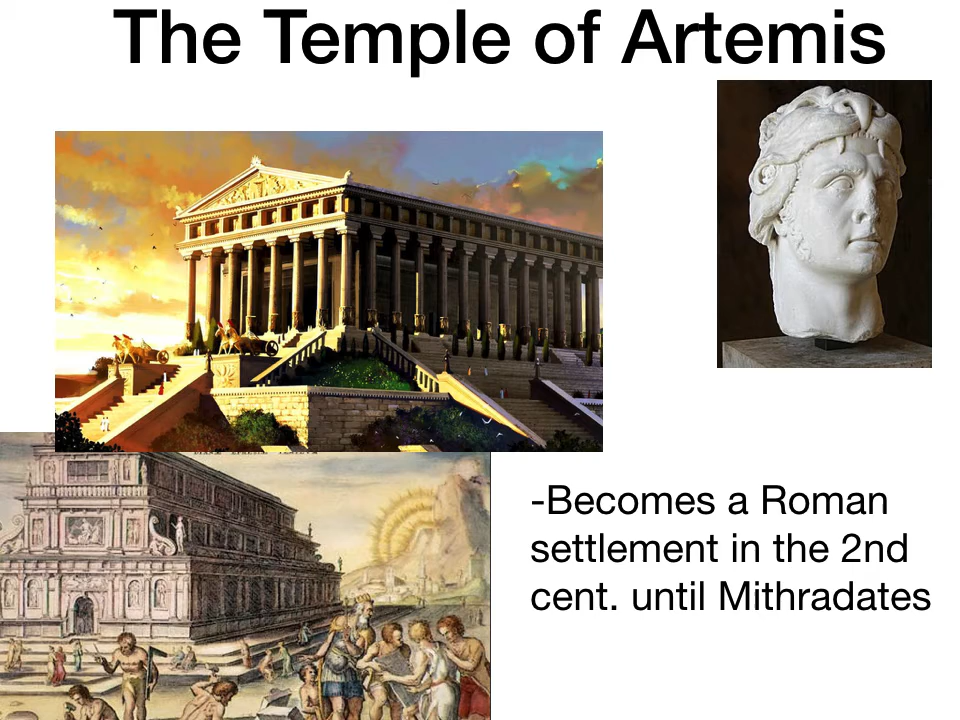 The Temple of Artemis
-Becomes a Roman
settlement in the 2nd
cent. until Mithradates